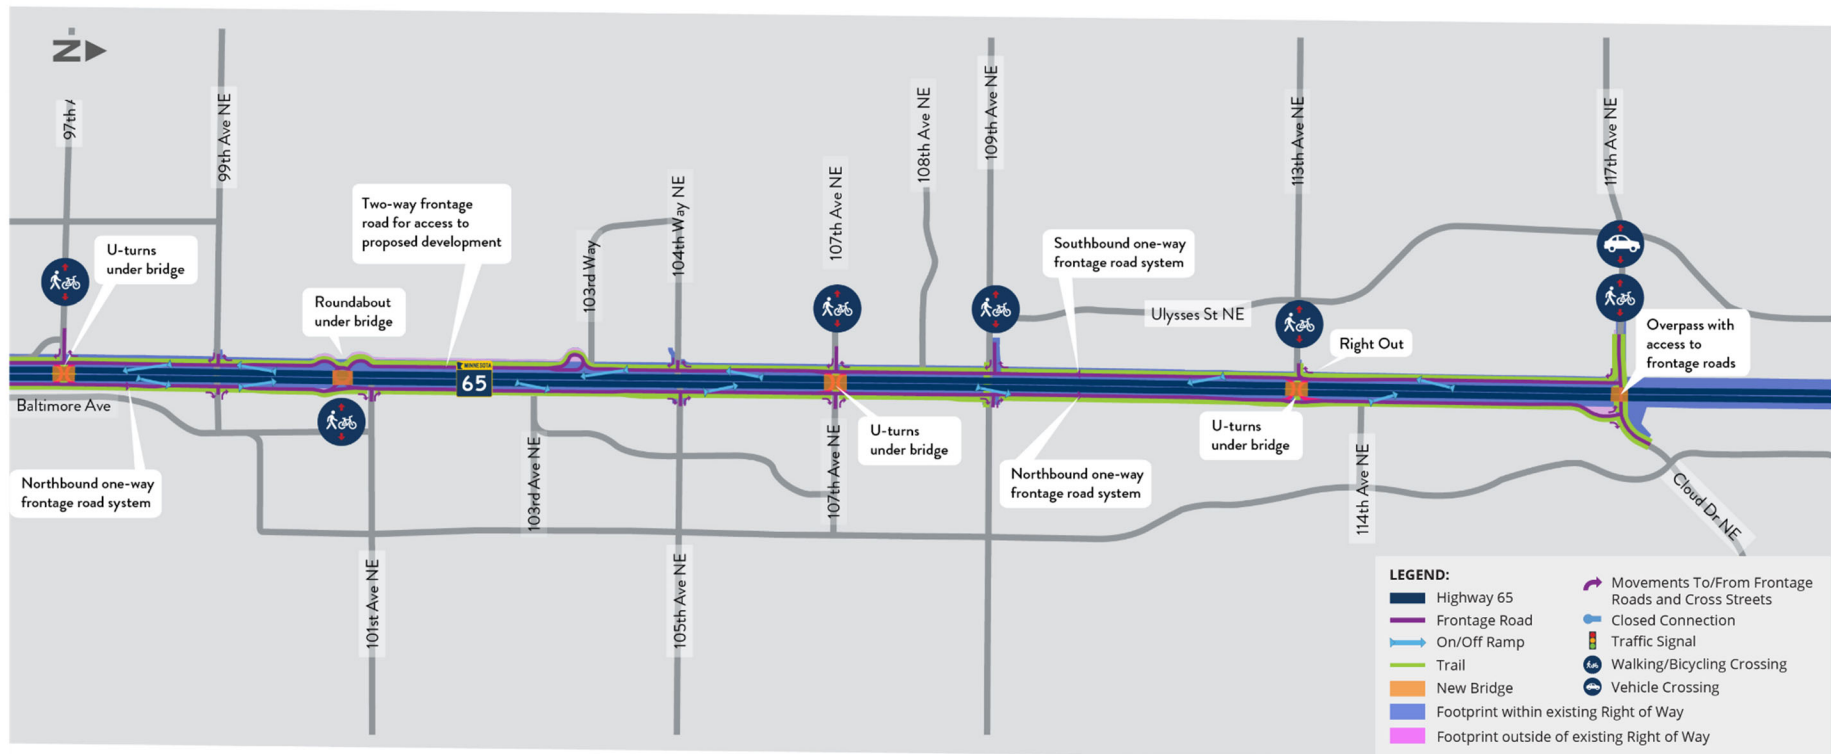 N
97th
99th Ave NE
U-turns
under bridge
Baltimore Ave
Northbound one-way
frontage road system
Roundabout
under bridge
Two-way frontage
road for access to
proposed development
MINNESOTA
65
101st Ave NE
103rd Way
103rd Ave NE
104th Way NE
105th Ave NE
107th Ave NE
107th Ave NE
U-turns
under bridge
108th Ave NE
109th Ave NE
Southbound one-way
frontage road system
Northbound one-way
frontage road system
Ulysses St NE
113th Ave NE
Right Out
U-turns
under bridge
114th Ave NE
117th Ave NE
Overpass with
access to
frontage roads
Cloud Dr NE
LEGEND:
Highway 65
Frontage Road
On/Off Ramp
Trail
New Bridge
Footprint within existing Right of Way
Footprint outside of existing Right of Way
Movements To/From Frontage
Roads and Cross Streets
Closed Connection
Traffic Signal
Walking/Bicycling Crossing
Vehicle Crossing